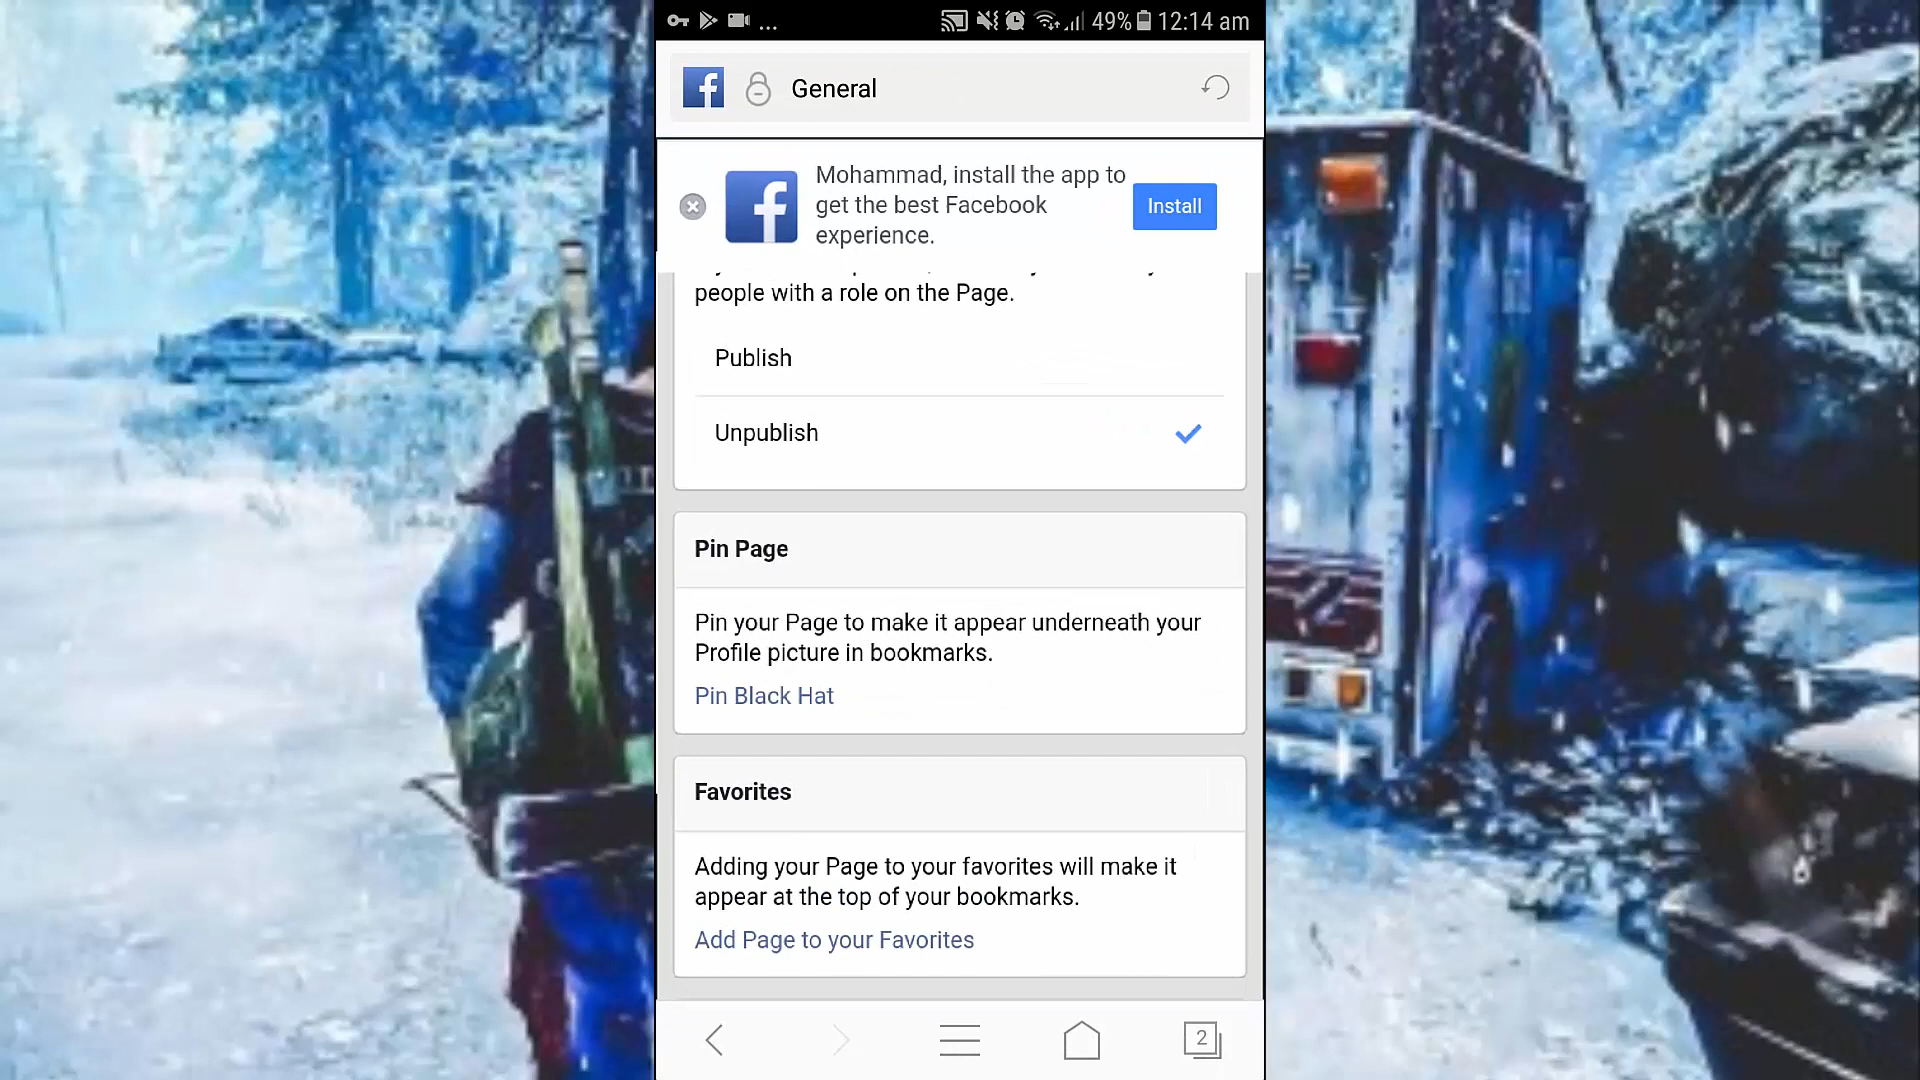 ... 49% 12:14 am
General
Mohammad, install the app to
get the best Facebook
experience.
Install
people with a role on the Page.
Publish
Unpublish
Pin Page
Pin your Page to make it appear underneath your
Profile picture in bookmarks.
Pin Black Hat
Favorites
Adding your Page to your favorites will make it
appear at the top of your bookmarks.
Add Page to your Favorites
2